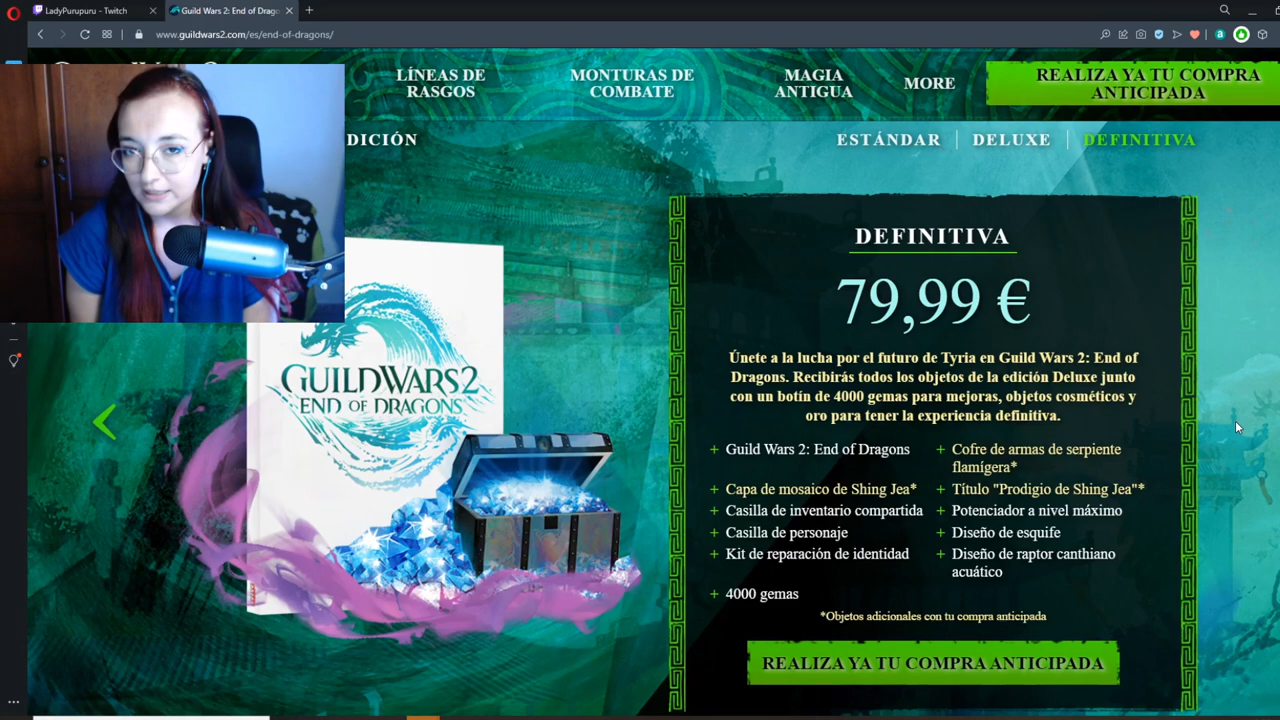 LadyPurupuru - Twitch
Guild Wars 2: End of Drago
www.guildwars2.com/es/end-of-dragons/
LÍNEAS DE
RASGOS
MONTURAS DE
COMBATE
MAGIA
ANTIGUA
MORE
REALIZA YA TU COMPRA
ANTICIPADA
DICIÓN
ESTÁNDAR
DELUXE
DEFINITIVA
GUILD WARS 2
END OF DRAGONS
DEFINITIVA
79,99 €
Únete a la lucha por el futuro de Tyria en Guild Wars 2: End of
Dragons. Recibirás todos los objetos de la edición Deluxe junto
con un botín de 4000 gemas para mejoras, objetos cosméticos y
oro para tener la experiencia definitiva.
+ Guild Wars 2: End of Dragons
+ Capa de mosaico de Shing Jea*
+ Casilla de inventario compartida
+ Casilla de personaje
+ Kit de reparación de identidad
+ 4000 gemas
+ Cofre de armas de serpiente
flamígera*
+ Título "Prodigio de Shing Jea"*
+ Potenciador a nivel máximo
+ Diseño de esquife
+ Diseño de raptor canthiano
acuático
*Objetos adicionales con tu compra anticipada
REALIZA YA TU COMPRA ANTICIPADA